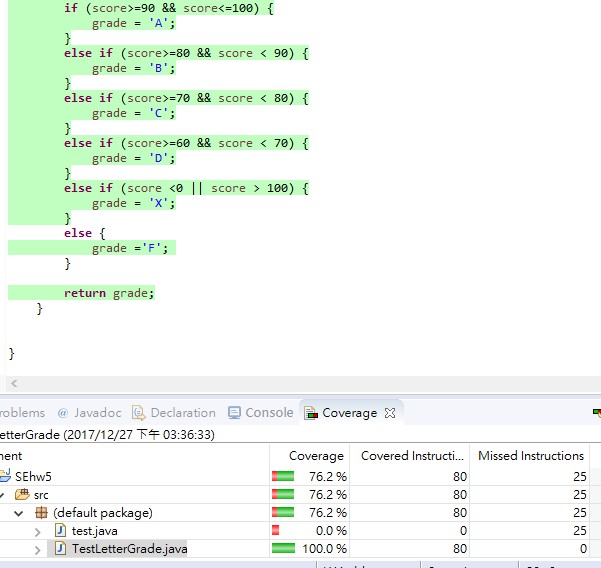 if (score>=90 && score<=100) {
grade = 'A';
}
else if (score>=80 && score < 90) {
grade = 'B';
}
else if (score>=70 && score < 80) {
grade = 'C';
}
else if (score>=60 && score < 70) {
grade = 'D';
}
else if (score <0 || score > 100) {
grade = 'X';
}
else {
grade ='F';
}
return grade;
}
}
roblems @ Javadoc Declaration Console Coverage
etterGrade (2017/12/27 下午 03:36:33)
ment Coverage Covered Instructi... Missed Instructions
SEhw5 76.2 % 80 25
src 76.2 % 80 25
(default package) 76.2 % 80 25
test.java 0.0 % 0 25
TestLetterGrade.java 100.0 % 80 0